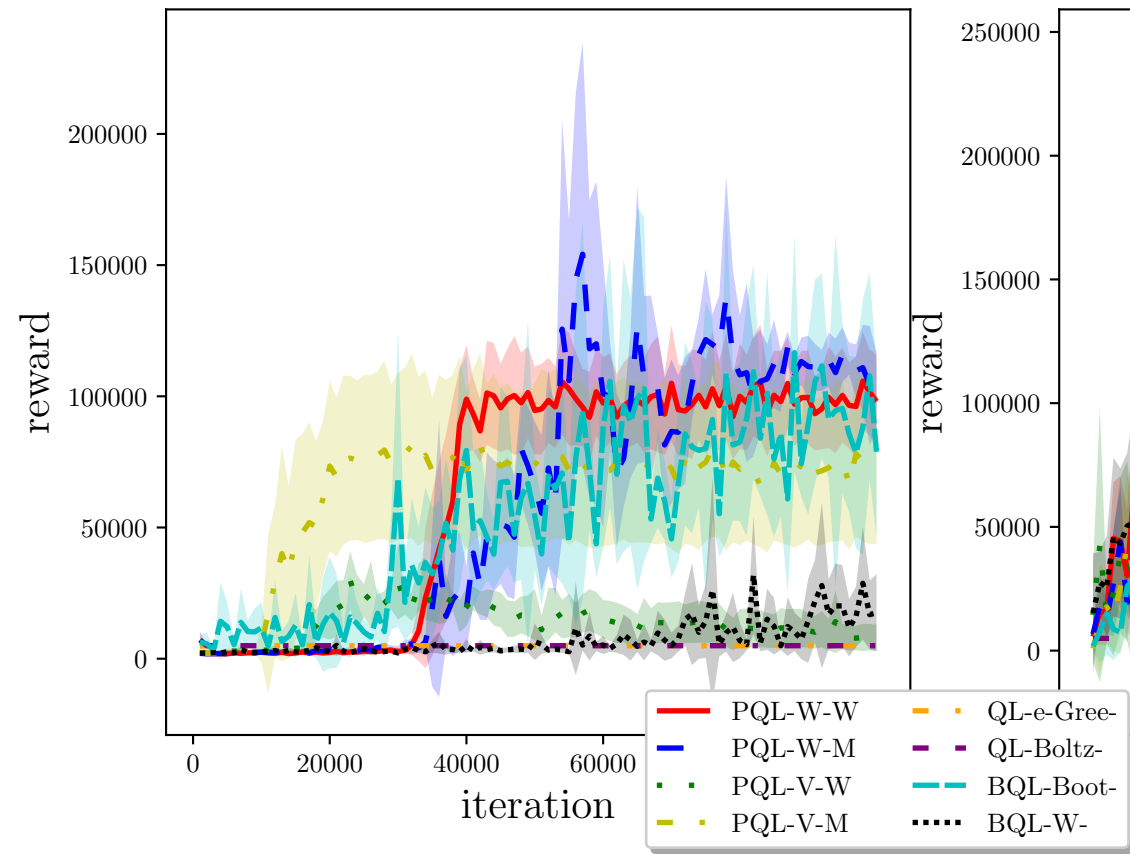 200000
150000
100000
50000
0
reward
0
20000
40000
60000
iteration
250000
200000
150000
100000
50000
0
reward
PQL-W-W
PQL-W-M
PQL-V-W
PQL-V-M
QL-e-Gree-
QL-Boltz-
BQL-Boot-
BQL-W-